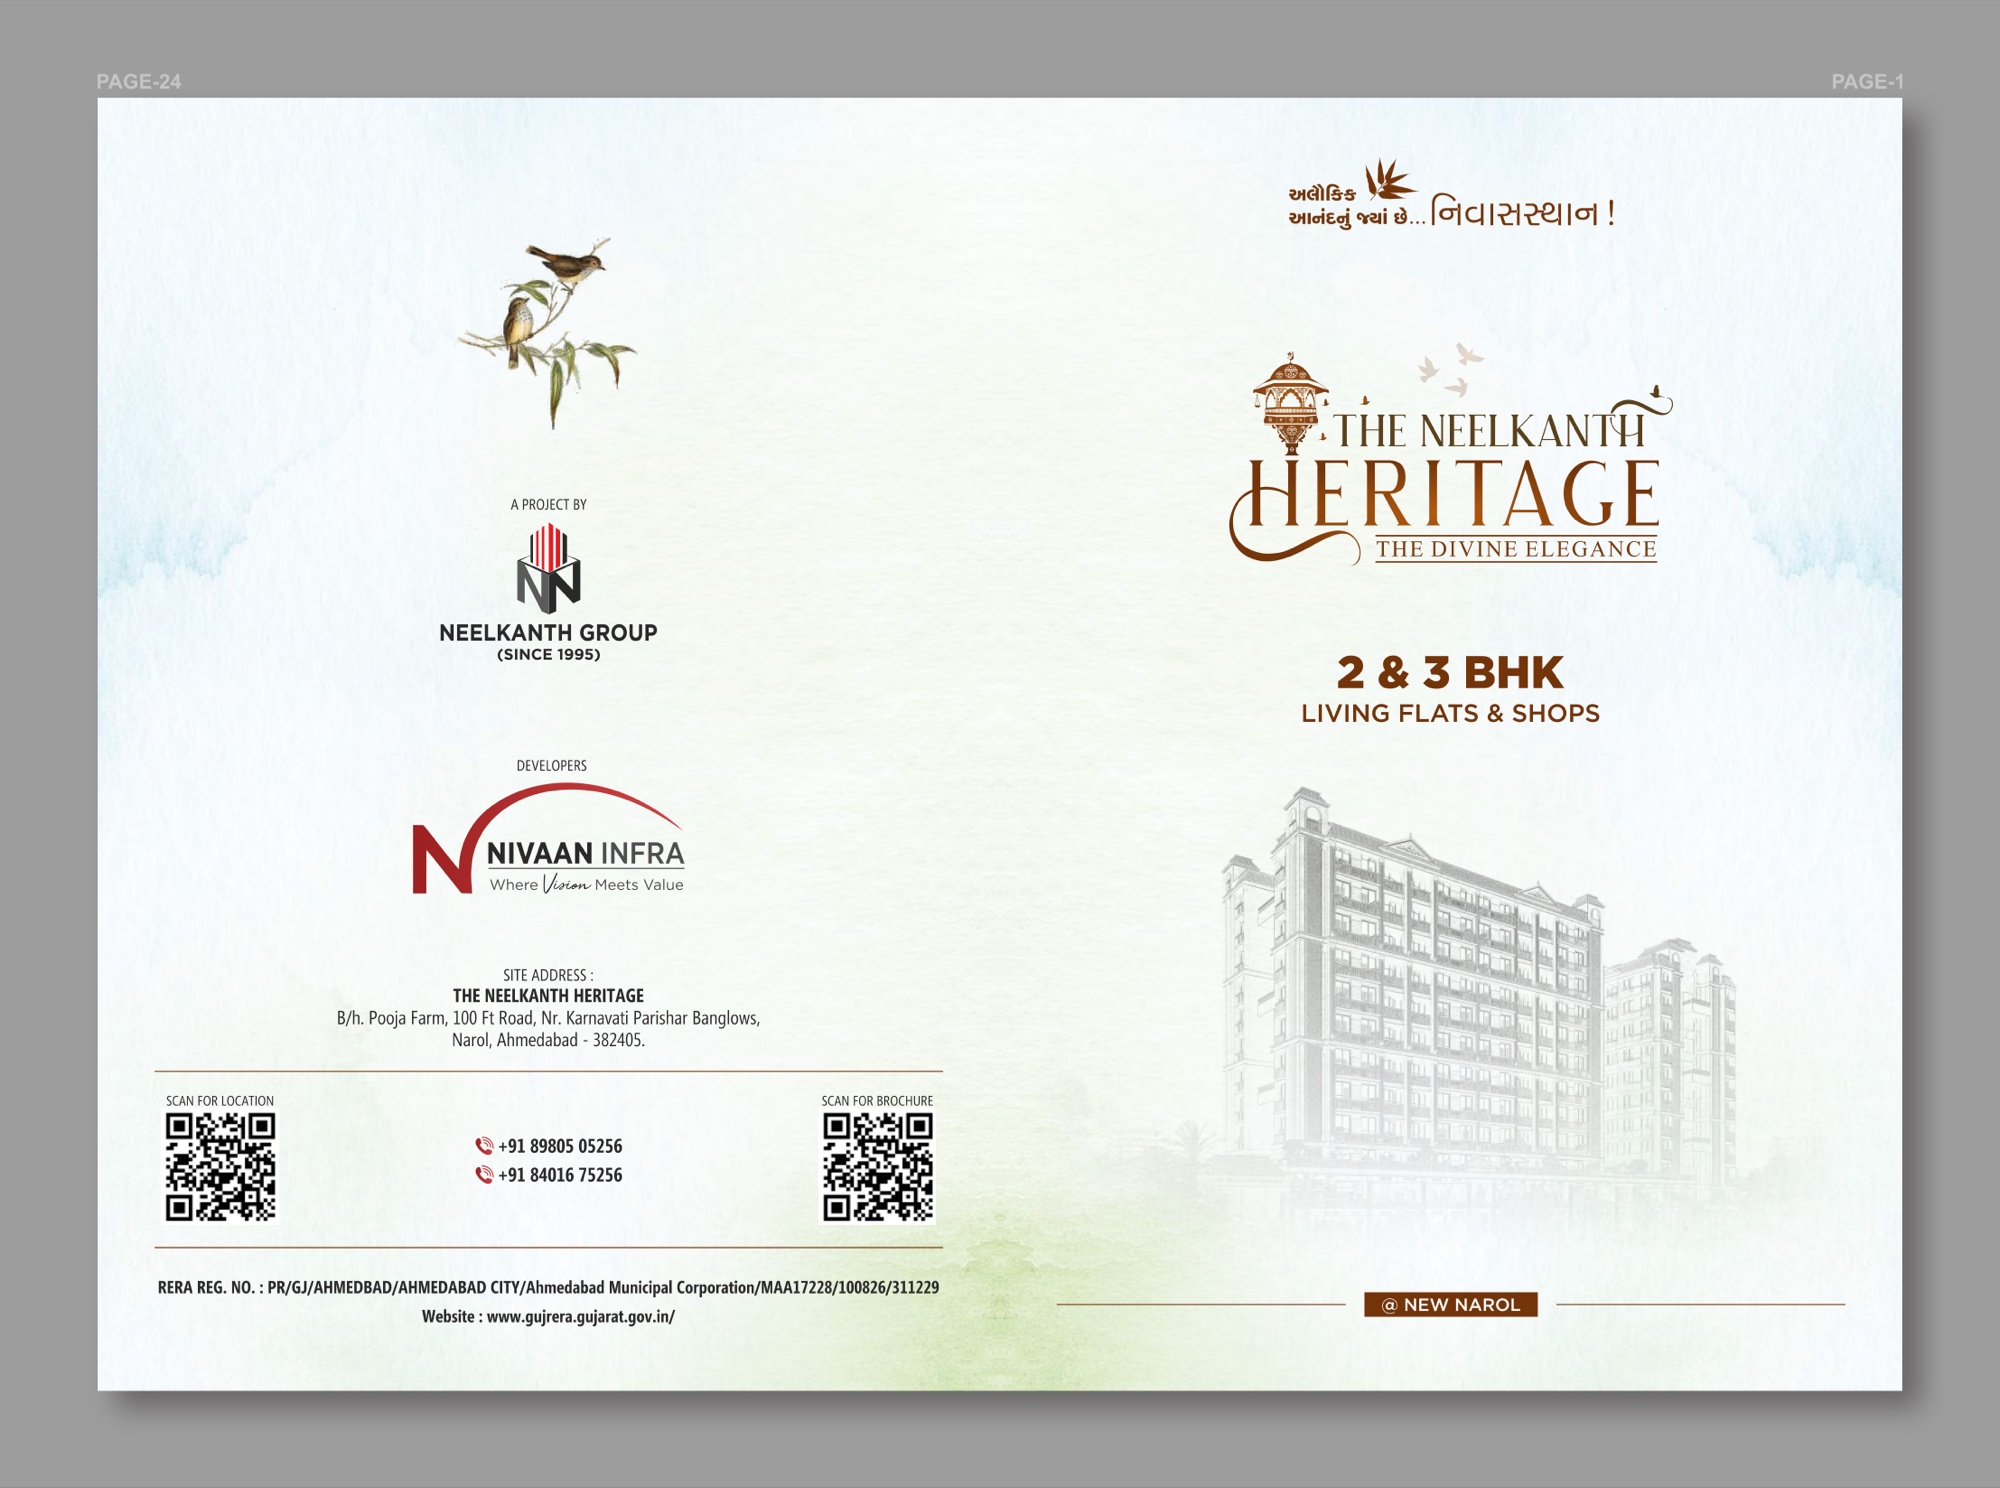 PAGE-24
PAGE-1
A PROJECT BY
NN
NEELKANTH GROUP
(SINCE 1995)
DEVELOPERS
N NIVAAN INFRA
Where Vision Meets Value
SITE ADDRESS :
THE NEELKANTH HERITAGE
B/h. Pooja Farm, 100 Ft Road, Nr. Karnavati Parishar Banglows,
Narol, Ahmedabad - 382405.
SCAN FOR LOCATION
+91 89805 05256
+91 84016 75256
SCAN FOR BROCHURE
RERA REG. NO. : PR/GJ/AHMEDBAD/AHMEDABAD CITY/Ahmedabad Municipal Corporation/MAA17228/100826/311229
Website : www.gujrera.gujarat.gov.in/
અલૌકિક
આનંદનું જ્યાં છે... નિવાસસ્થાન !
THE NEELKANTH
HERITAGE
THE DIVINE ELEGANCE
2 & 3 BHK
LIVING FLATS & SHOPS
@ NEW NAROL